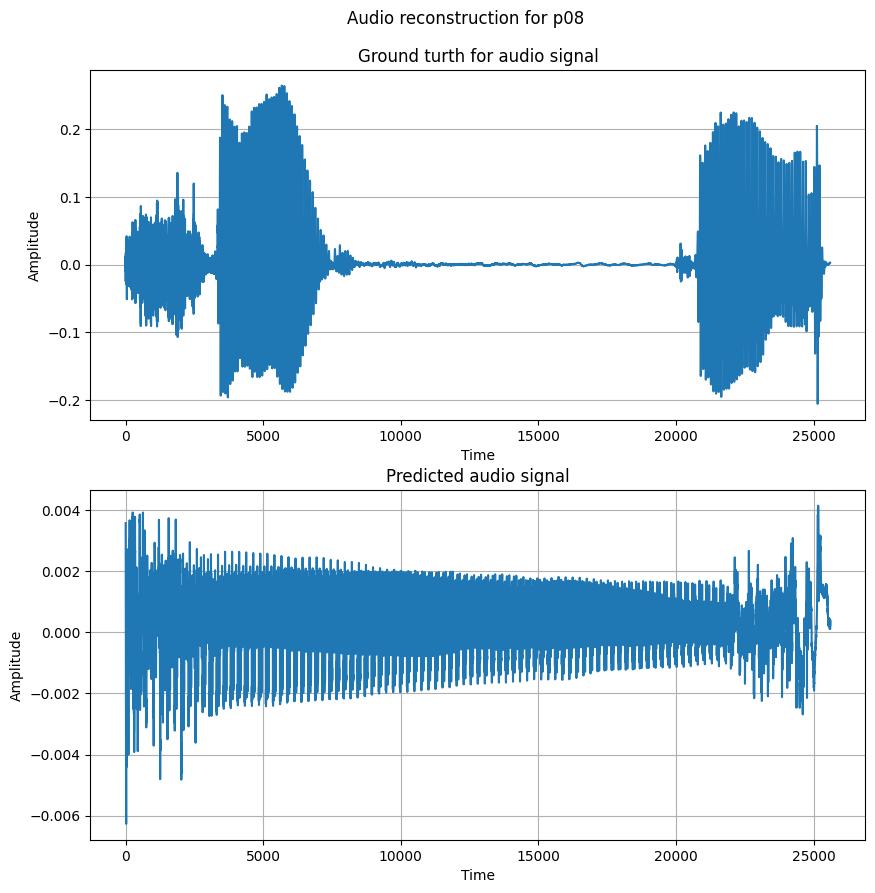 Audio reconstruction for p08
Ground turth for audio signal
0.2
0.1
0.0
−0.1
−0.2
Amplitude
0 5000 10000 15000 20000 25000
Time
Predicted audio signal
0.004
0.002
0.000
−0.002
−0.004
−0.006
Amplitude
0 5000 10000 15000 20000 25000
Time